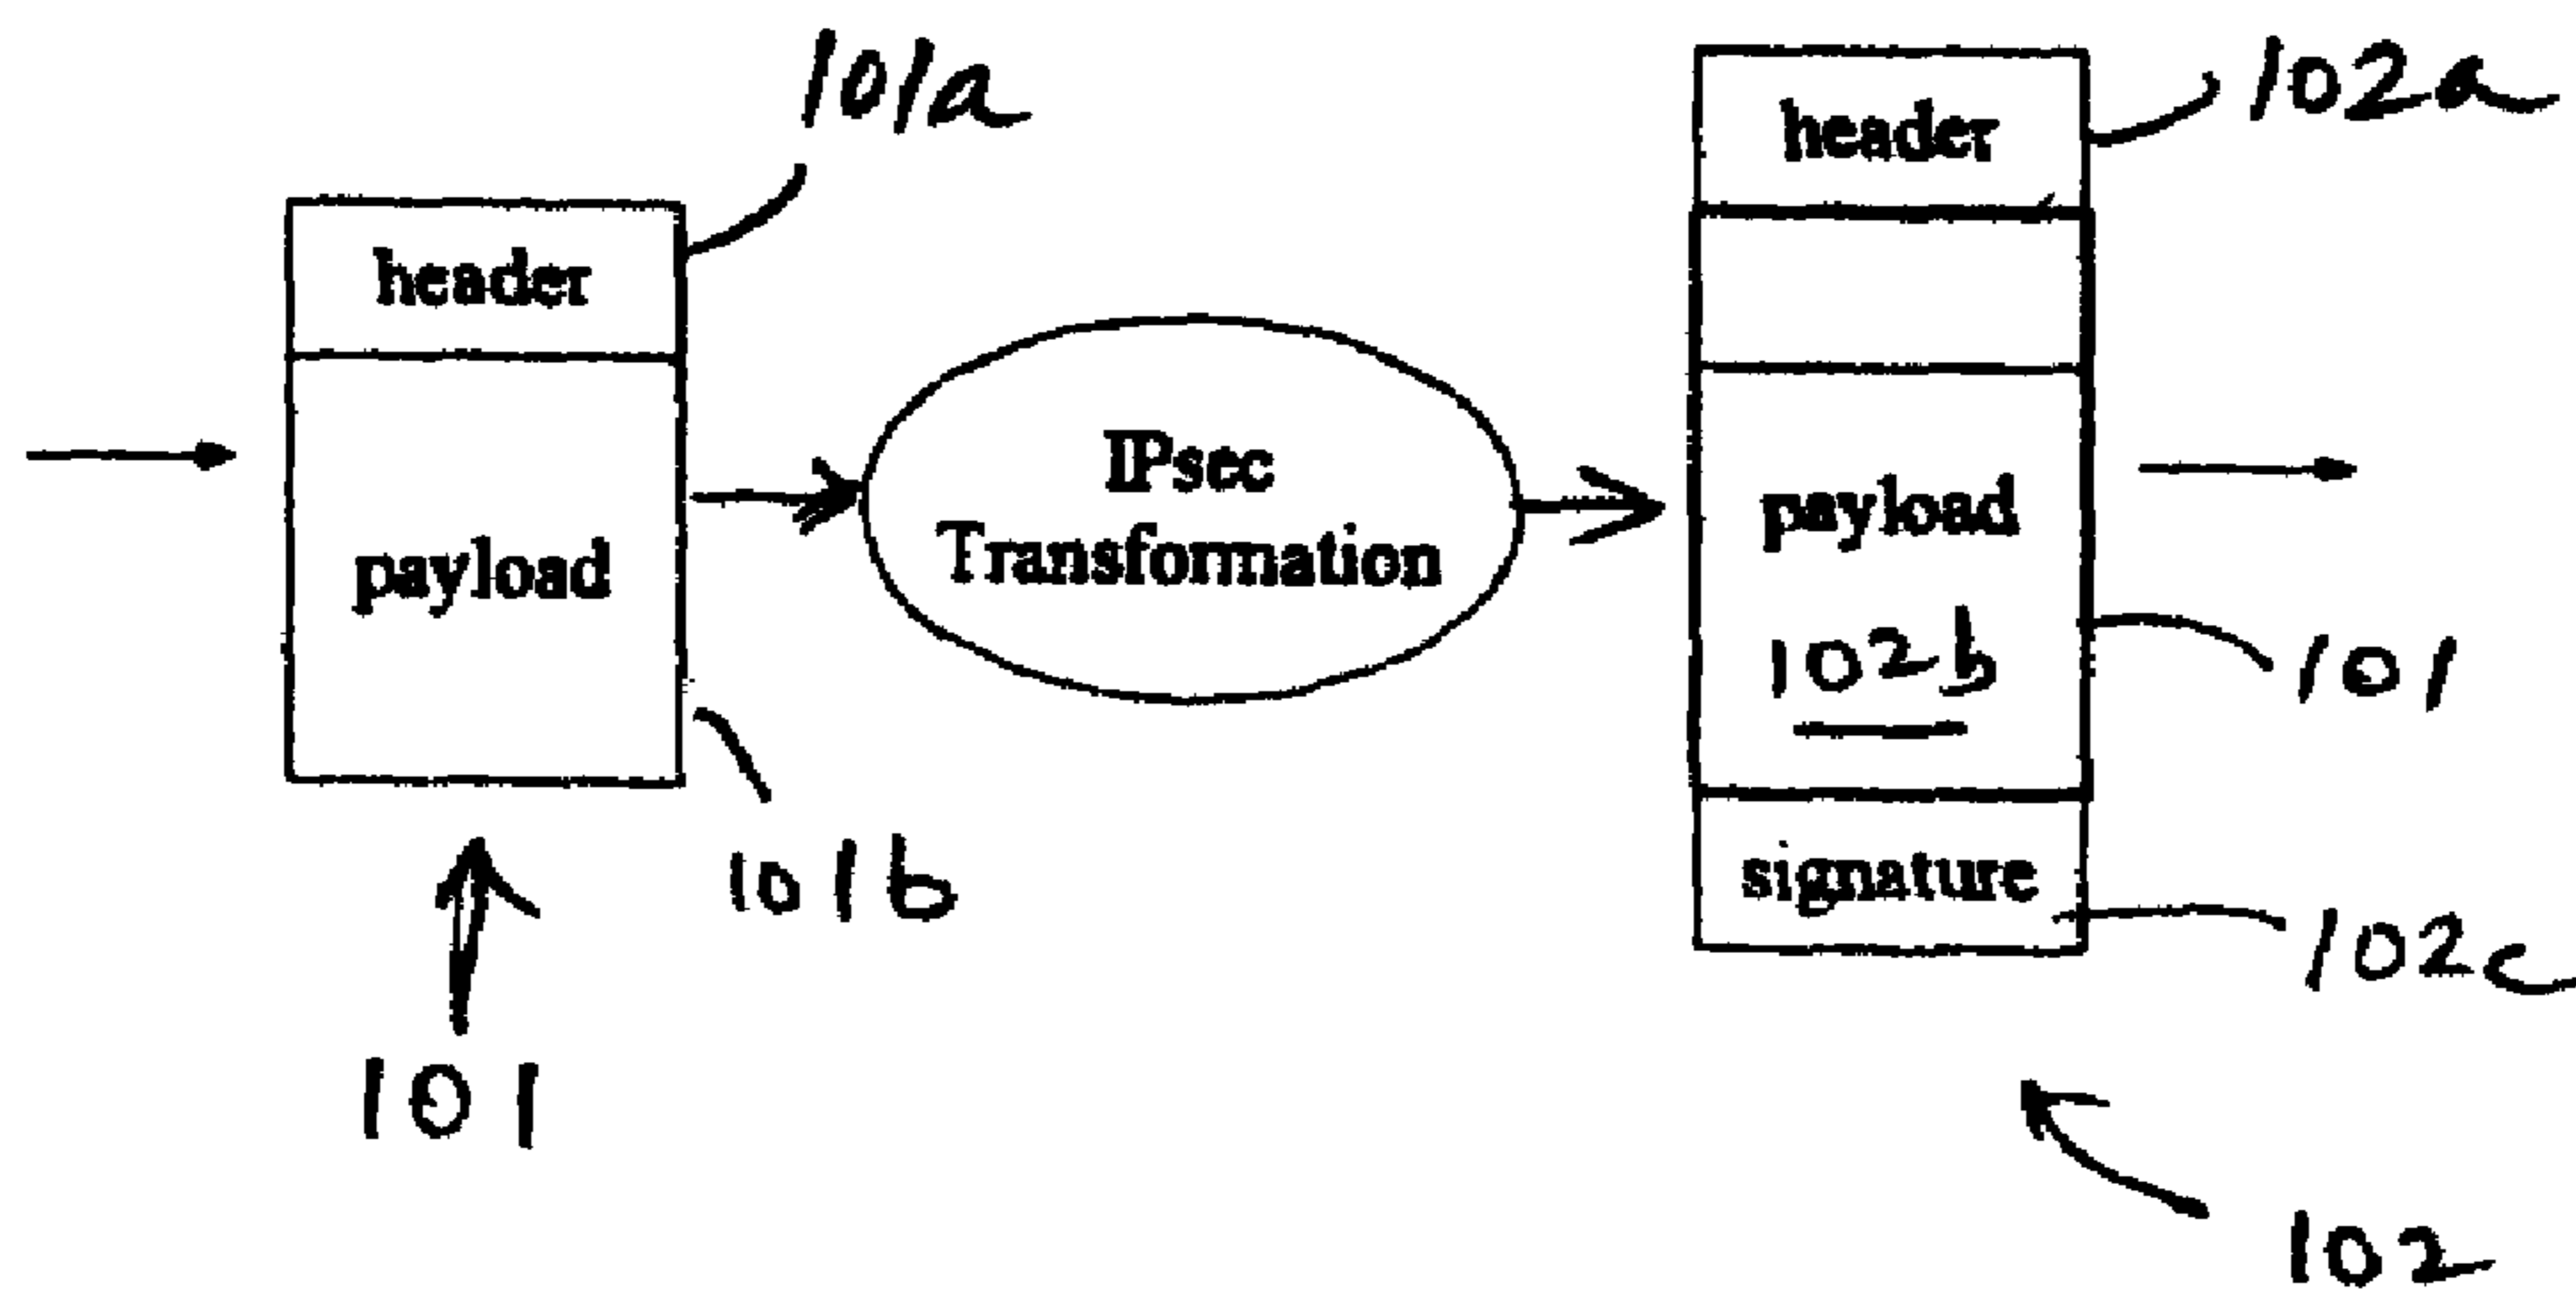 101a
header
payload
101b
101
IPsec
Transformation
header
102a
payload
102b
101
signature
102c
102